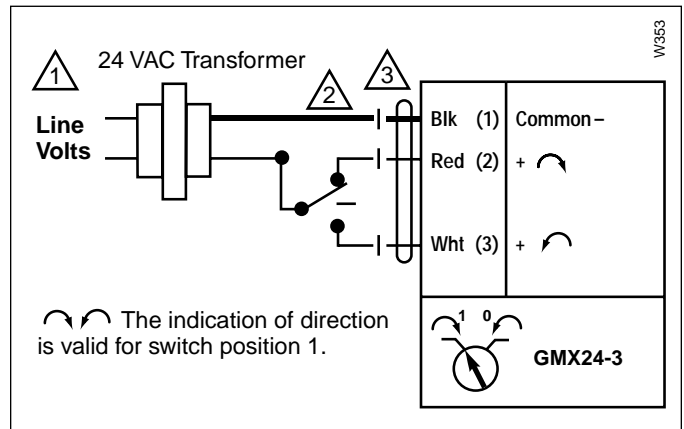 W353
1
24 VAC Transformer
2
3
Line
Volts
Blk (1) Common –
Red (2) +
Wht (3) +
The indication of direction
is valid for switch position 1.
1 0
GMX24-3